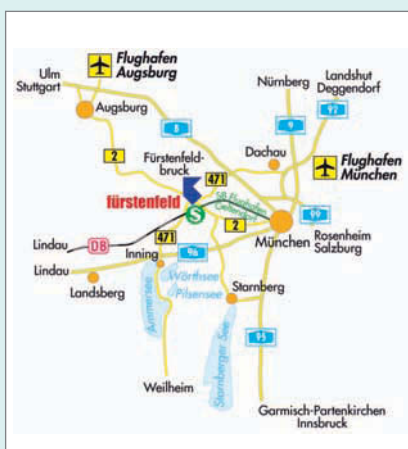 Flughafen
Augsburg
Ulm
Stuttgart
Augsburg
Nürnberg
Landshut
Deggendorf
92
8
9
2
Fürstenfeld-
bruck
471
Dachau
Flughafen
München
fürstenfeld
S
S8 Flughafen
2
München
99
Rosenheim
Salzburg
Lindau
DB
471
Inning
96
Lindau
Landsberg
Wörthsee
Pilsensee
Starnberg
Ammersee
Starnberger See
95
Weilheim
Garmisch-Partenkirchen
Innsbruck